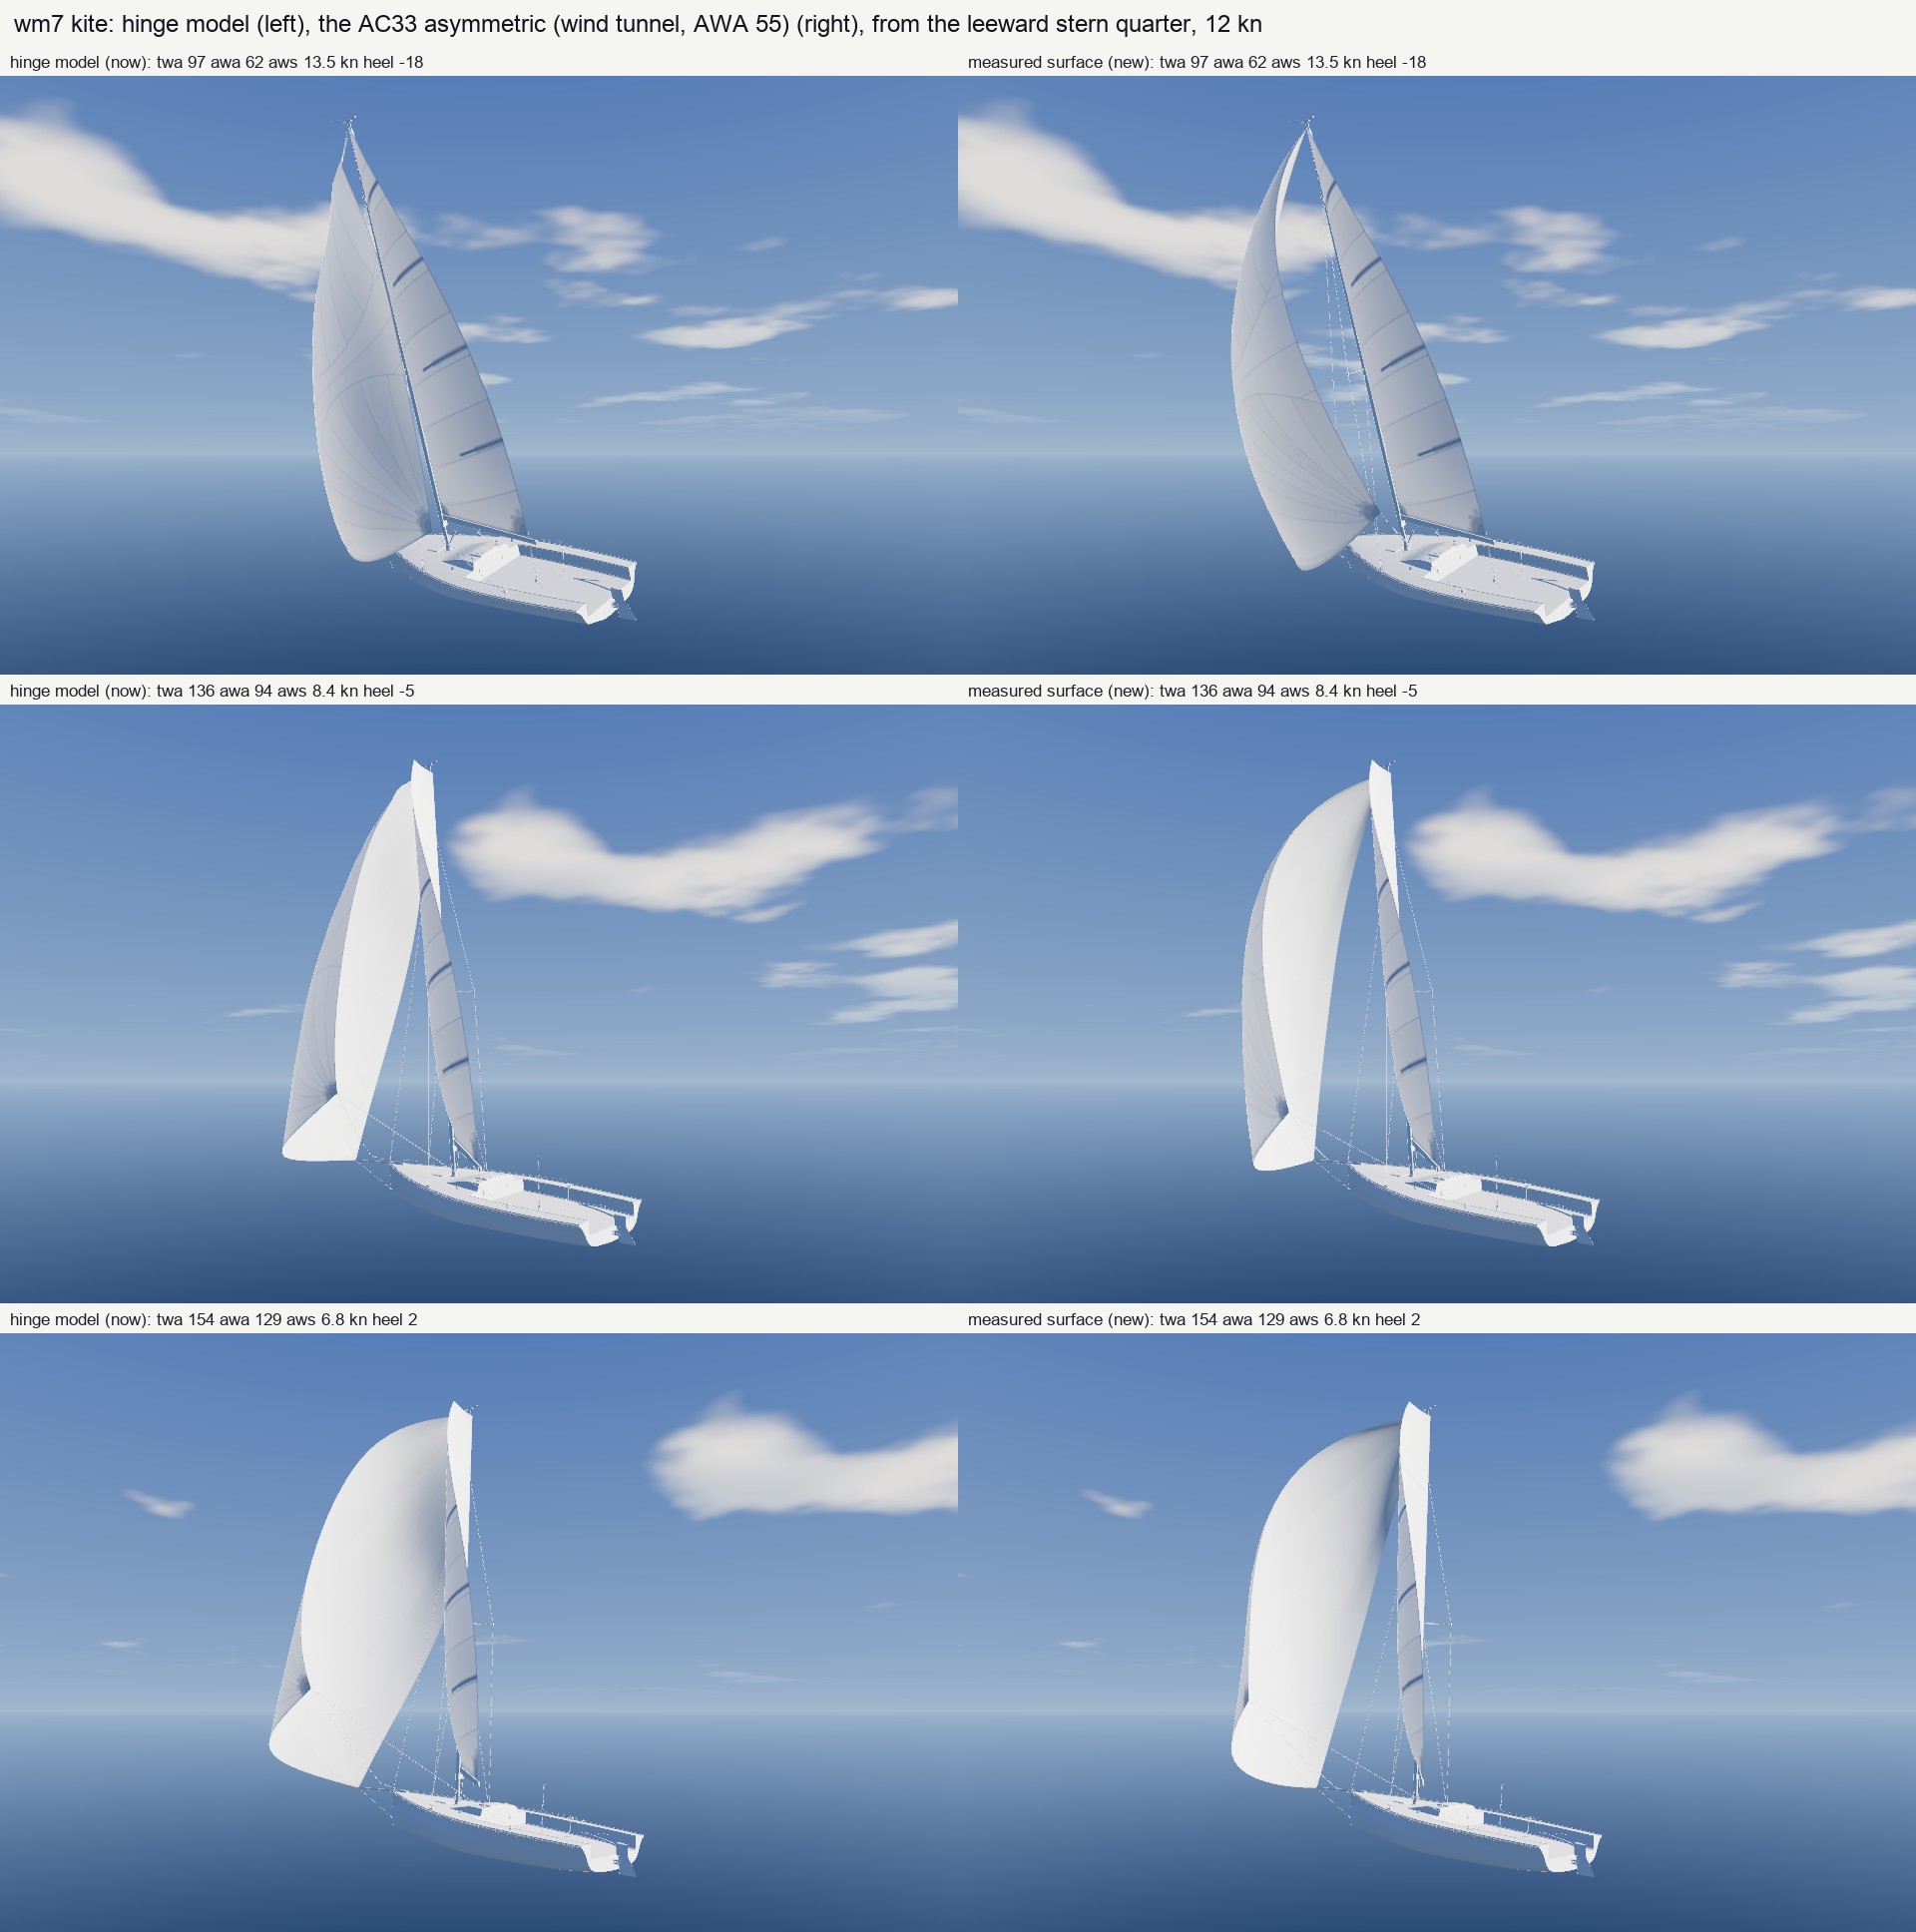 wm7 kite: hinge model (left), the AC33 asymmetric (wind tunnel, AWA 55) (right), from the leeward stern quarter, 12 kn
hinge model (now): twa 97 awa 62 aws 13.5 kn heel -18
measured surface (new): twa 97 awa 62 aws 13.5 kn heel -18
hinge model (now): twa 136 awa 94 aws 8.4 kn heel -5
measured surface (new): twa 136 awa 94 aws 8.4 kn heel -5
hinge model (now): twa 154 awa 129 aws 6.8 kn heel 2
measured surface (new): twa 154 awa 129 aws 6.8 kn heel 2